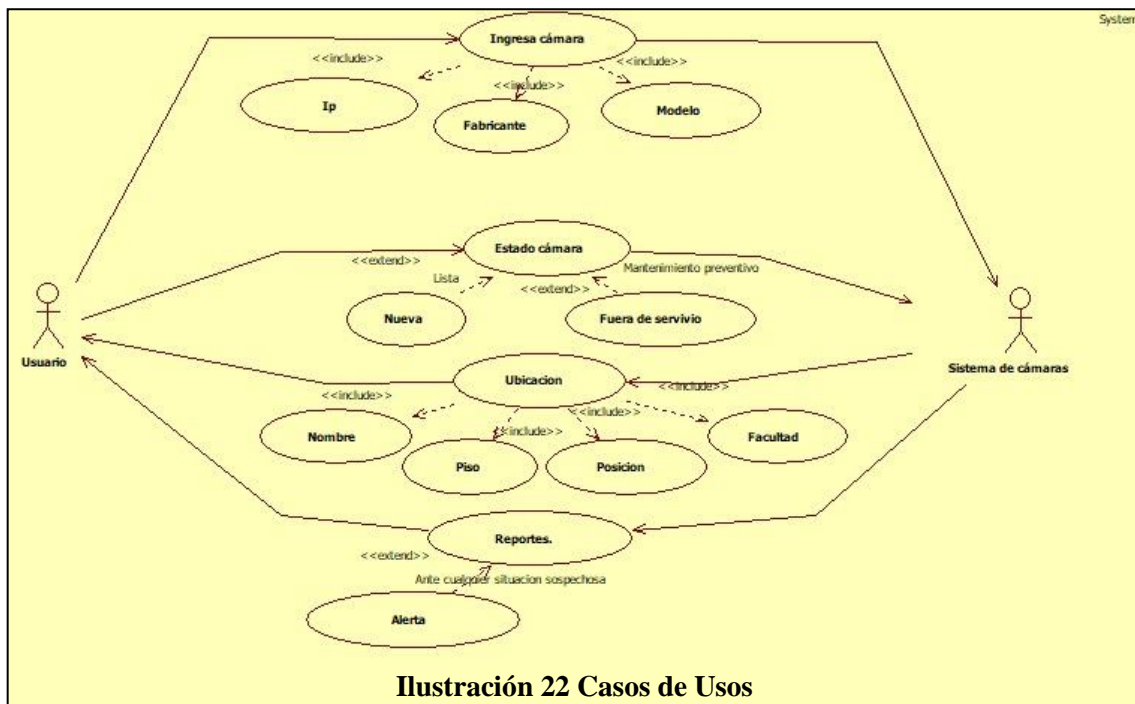 System
Ingresa cámara
<<include>>
<<include>>
<<include>>
Ip
Fabricante
Modelo
Estado cámara
<<extend>>
Mantenimiento preventivo
Lista
<<extend>>
Nueva
Fuera de servivio
Usuario
Sistema de cámaras
Ubicacion
<<include>>
<<include>>
<<include>>
<<include>>
Nombre
Facultad
Piso
Posicion
Reportes.
<<extend>>
Ante cualquier situacion sospechosa
Alerta
Ilustración 22 Casos de Usos